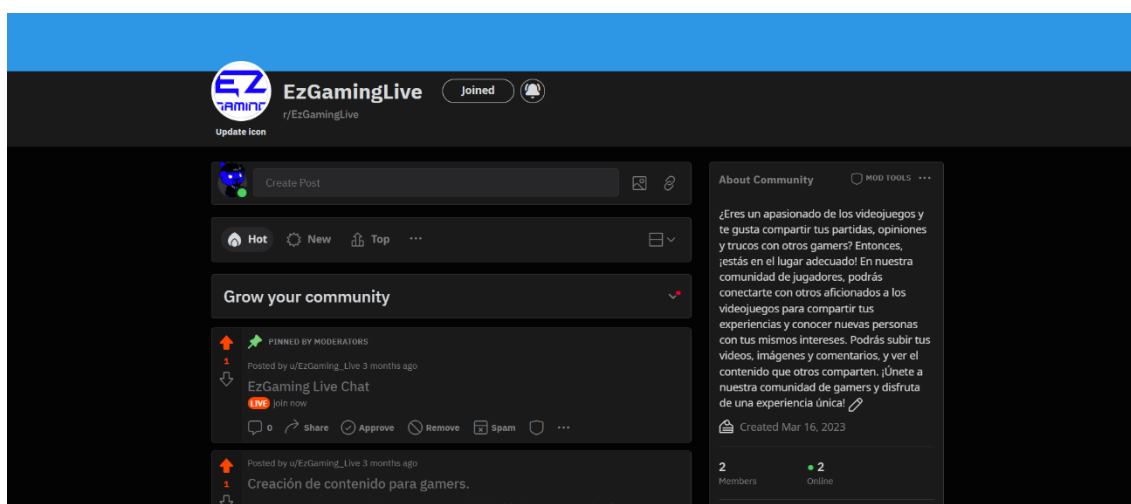 EZ
GAMING
EzGamingLive
Joined
r/EzGamingLive
Update icon
Create Post
Hot
New
Top
Grow your community
PINNED BY MODERATORS
Posted by u/EzGaming_Live 3 months ago
EzGaming Live Chat
LIVE join now
0 Share Approve Remove Spam
1
Posted by u/EzGaming_Live 3 months ago
Creación de contenido para gamers.
1
About Community
MOD TOOLS
¿Eres un apasionado de los videojuegos y
te gusta compartir tus partidas, opiniones
y trucos con otros gamers? Entonces,
¡estás en el lugar adecuado! En nuestra
comunidad de jugadores, podrás
conectarte con otros aficionados a los
videojuegos para compartir tus
experiencias y conocer nuevas personas
con tus mismos intereses. Podrás subir tus
videos, imágenes y comentarios, y ver el
contenido que otros comparten. ¡Únete a
nuestra comunidad de gamers y disfruta
de una experiencia única!
Created Mar 16, 2023
2
Members
2
Online